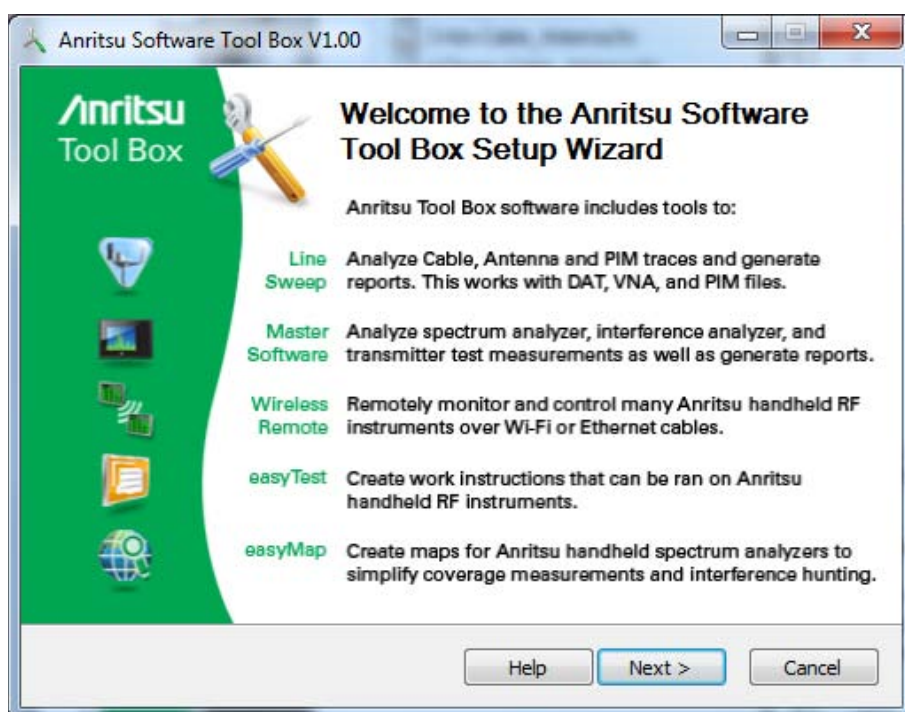 Anritsu Software Tool Box V1.00
Anritsu
Tool Box
Welcome to the Anritsu Software
Tool Box Setup Wizard
Anritsu Tool Box software includes tools to:
Line
Sweep
Analyze Cable, Antenna and PIM traces and generate
reports. This works with DAT, VNA, and PIM files.
Master
Software
Analyze spectrum analyzer, interference analyzer, and
transmitter test measurements as well as generate reports.
Wireless
Remote
Remotely monitor and control many Anritsu handheld RF
instruments over Wi-Fi or Ethernet cables.
easyTest
Create work instructions that can be ran on Anritsu
handheld RF instruments.
easyMap
Create maps for Anritsu handheld spectrum analyzers to
simplify coverage measurements and interference hunting.
Help
Next >
Cancel